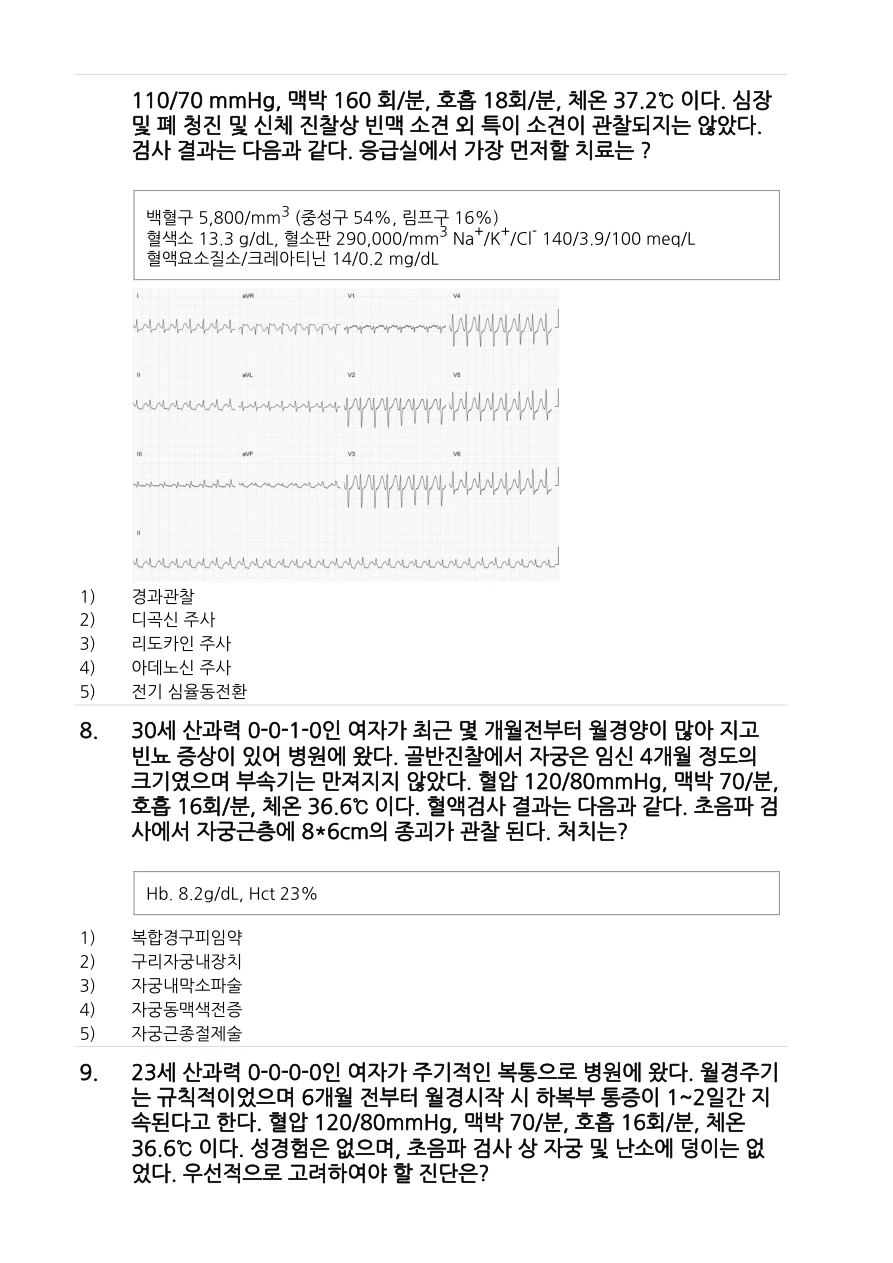 110/70 mmHg, 맥박 160 회/분, 호흡 18회/분, 체온 37.2℃ 이다. 심장
및 폐 청진 및 신체 진찰상 빈맥 소견 외 특이 소견이 관찰되지는 않았다.
검사 결과는 다음과 같다. 응급실에서 가장 먼저할 치료는 ?
백혈구 5,800/mm³ (중성구 54%, 림프구 16%)
혈색소 13.3 g/dL, 혈소판 290,000/mm³ Na⁺/K⁺/Cl⁻ 140/3.9/100 meq/L
혈액요소질소/크레아티닌 14/0.2 mg/dL
I aVR V1 V4
II aVL V2 V5
III aVF V3 V6
II
1) 경과관찰
2) 디곡신 주사
3) 리도카인 주사
4) 아데노신 주사
5) 전기 심율동전환
8. 30세 산과력 0-0-1-0인 여자가 최근 몇 개월전부터 월경양이 많아 지고
빈뇨 증상이 있어 병원에 왔다. 골반진찰에서 자궁은 임신 4개월 정도의
크기였으며 부속기는 만져지지 않았다. 혈압 120/80mmHg, 맥박 70/분,
호흡 16회/분, 체온 36.6℃ 이다. 혈액검사 결과는 다음과 같다. 초음파 검
사에서 자궁근층에 8*6cm의 종괴가 관찰 된다. 처치는?
Hb. 8.2g/dL, Hct 23%
1) 복합경구피임약
2) 구리자궁내장치
3) 자궁내막소파술
4) 자궁동맥색전증
5) 자궁근종절제술
9. 23세 산과력 0-0-0-0인 여자가 주기적인 복통으로 병원에 왔다. 월경주기
는 규칙적이었으며 6개월 전부터 월경시작 시 하복부 통증이 1~2일간 지
속된다고 한다. 혈압 120/80mmHg, 맥박 70/분, 호흡 16회/분, 체온
36.6℃ 이다. 성경험은 없으며, 초음파 검사 상 자궁 및 난소에 덩이는 없
었다. 우선적으로 고려하여야 할 진단은?